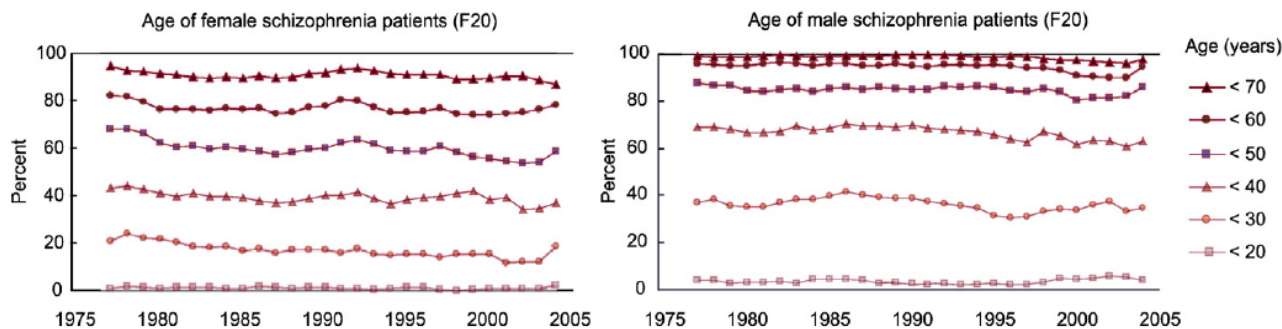 Age of female schizophrenia patients (F20)
100
80
60
40
20
0
Percent
1975 1980 1985 1990 1995 2000 2005
Age of male schizophrenia patients (F20)
100
80
60
40
20
0
Percent
1975 1980 1985 1990 1995 2000 2005
Age (years)
< 70
< 60
< 50
< 40
< 30
< 20